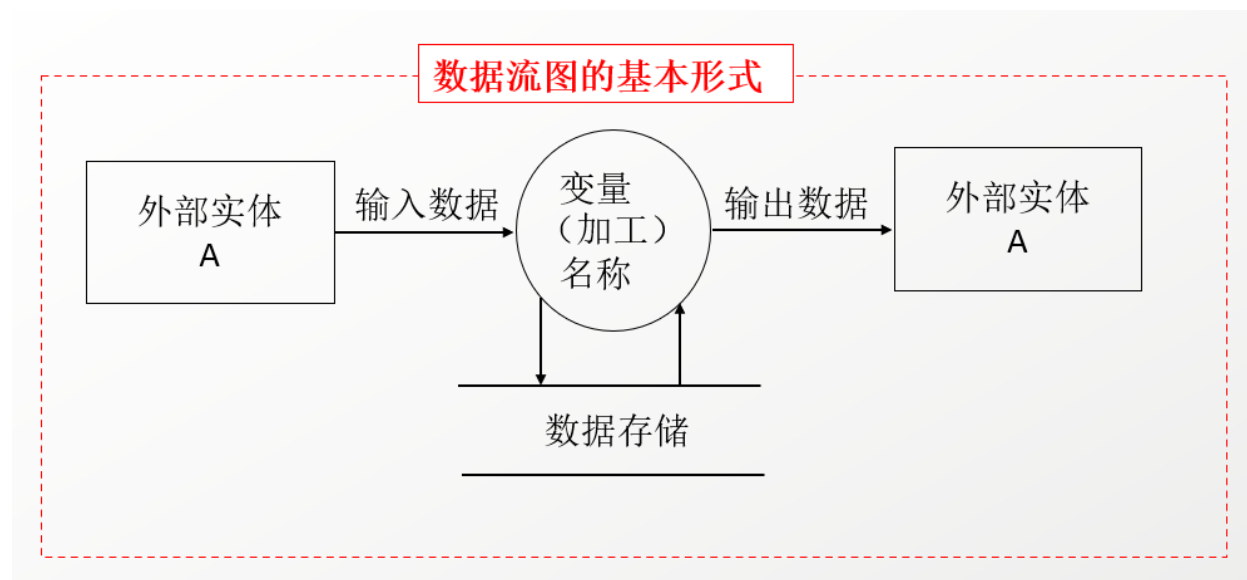 数据流图的基本形式
外部实体
A
输入数据
变量
（加工）
名称
输出数据
外部实体
A
数据存储